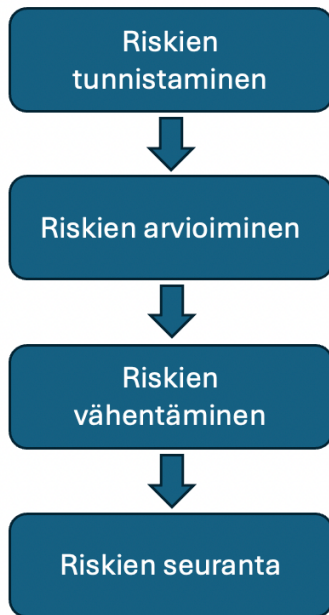 Riskien
tunnistaminen
Riskien arvioiminen
Riskien
vähentäminen
Riskien seuranta